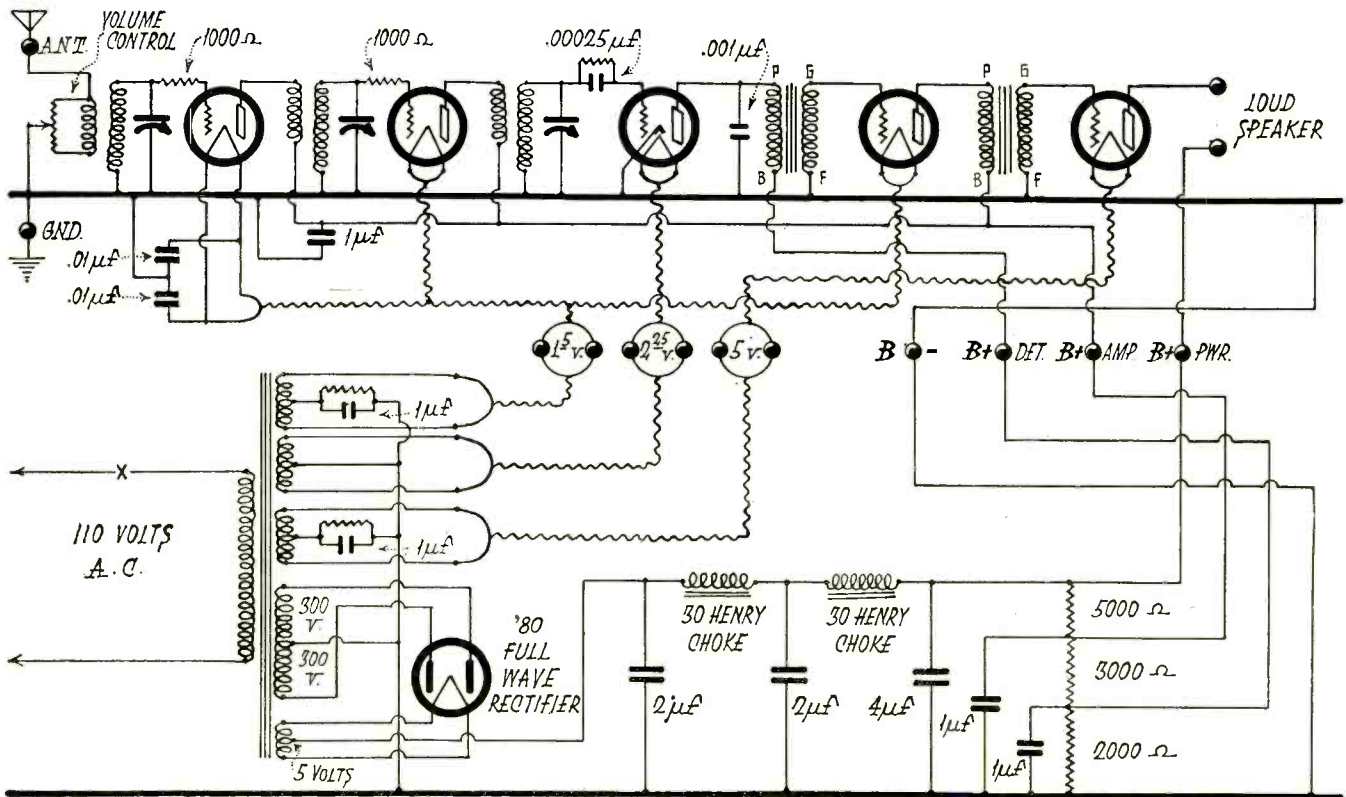 VOLUME
CONTROL
ANT.
1000 Ω
1000 Ω
.00025 µf
.001 µf
P
G
P
G
LOUD
SPEAKER
B
F
B
F
GND.
.01 µf
.01 µf
1 µf
1 5 V.
2 25 V.
5 V.
B -
B+ DET.
B+ AMP
B+ PWR.
1 µf
X
110 VOLTS
A.C.
1 µf
300
V.
300
V.
'80
FULL
WAVE
RECTIFIER
5 VOLTS
30 HENRY
CHOKE
30 HENRY
CHOKE
5000 Ω
3000 Ω
2000 Ω
2 µf
2 µf
4 µf
1 µf
1 µf